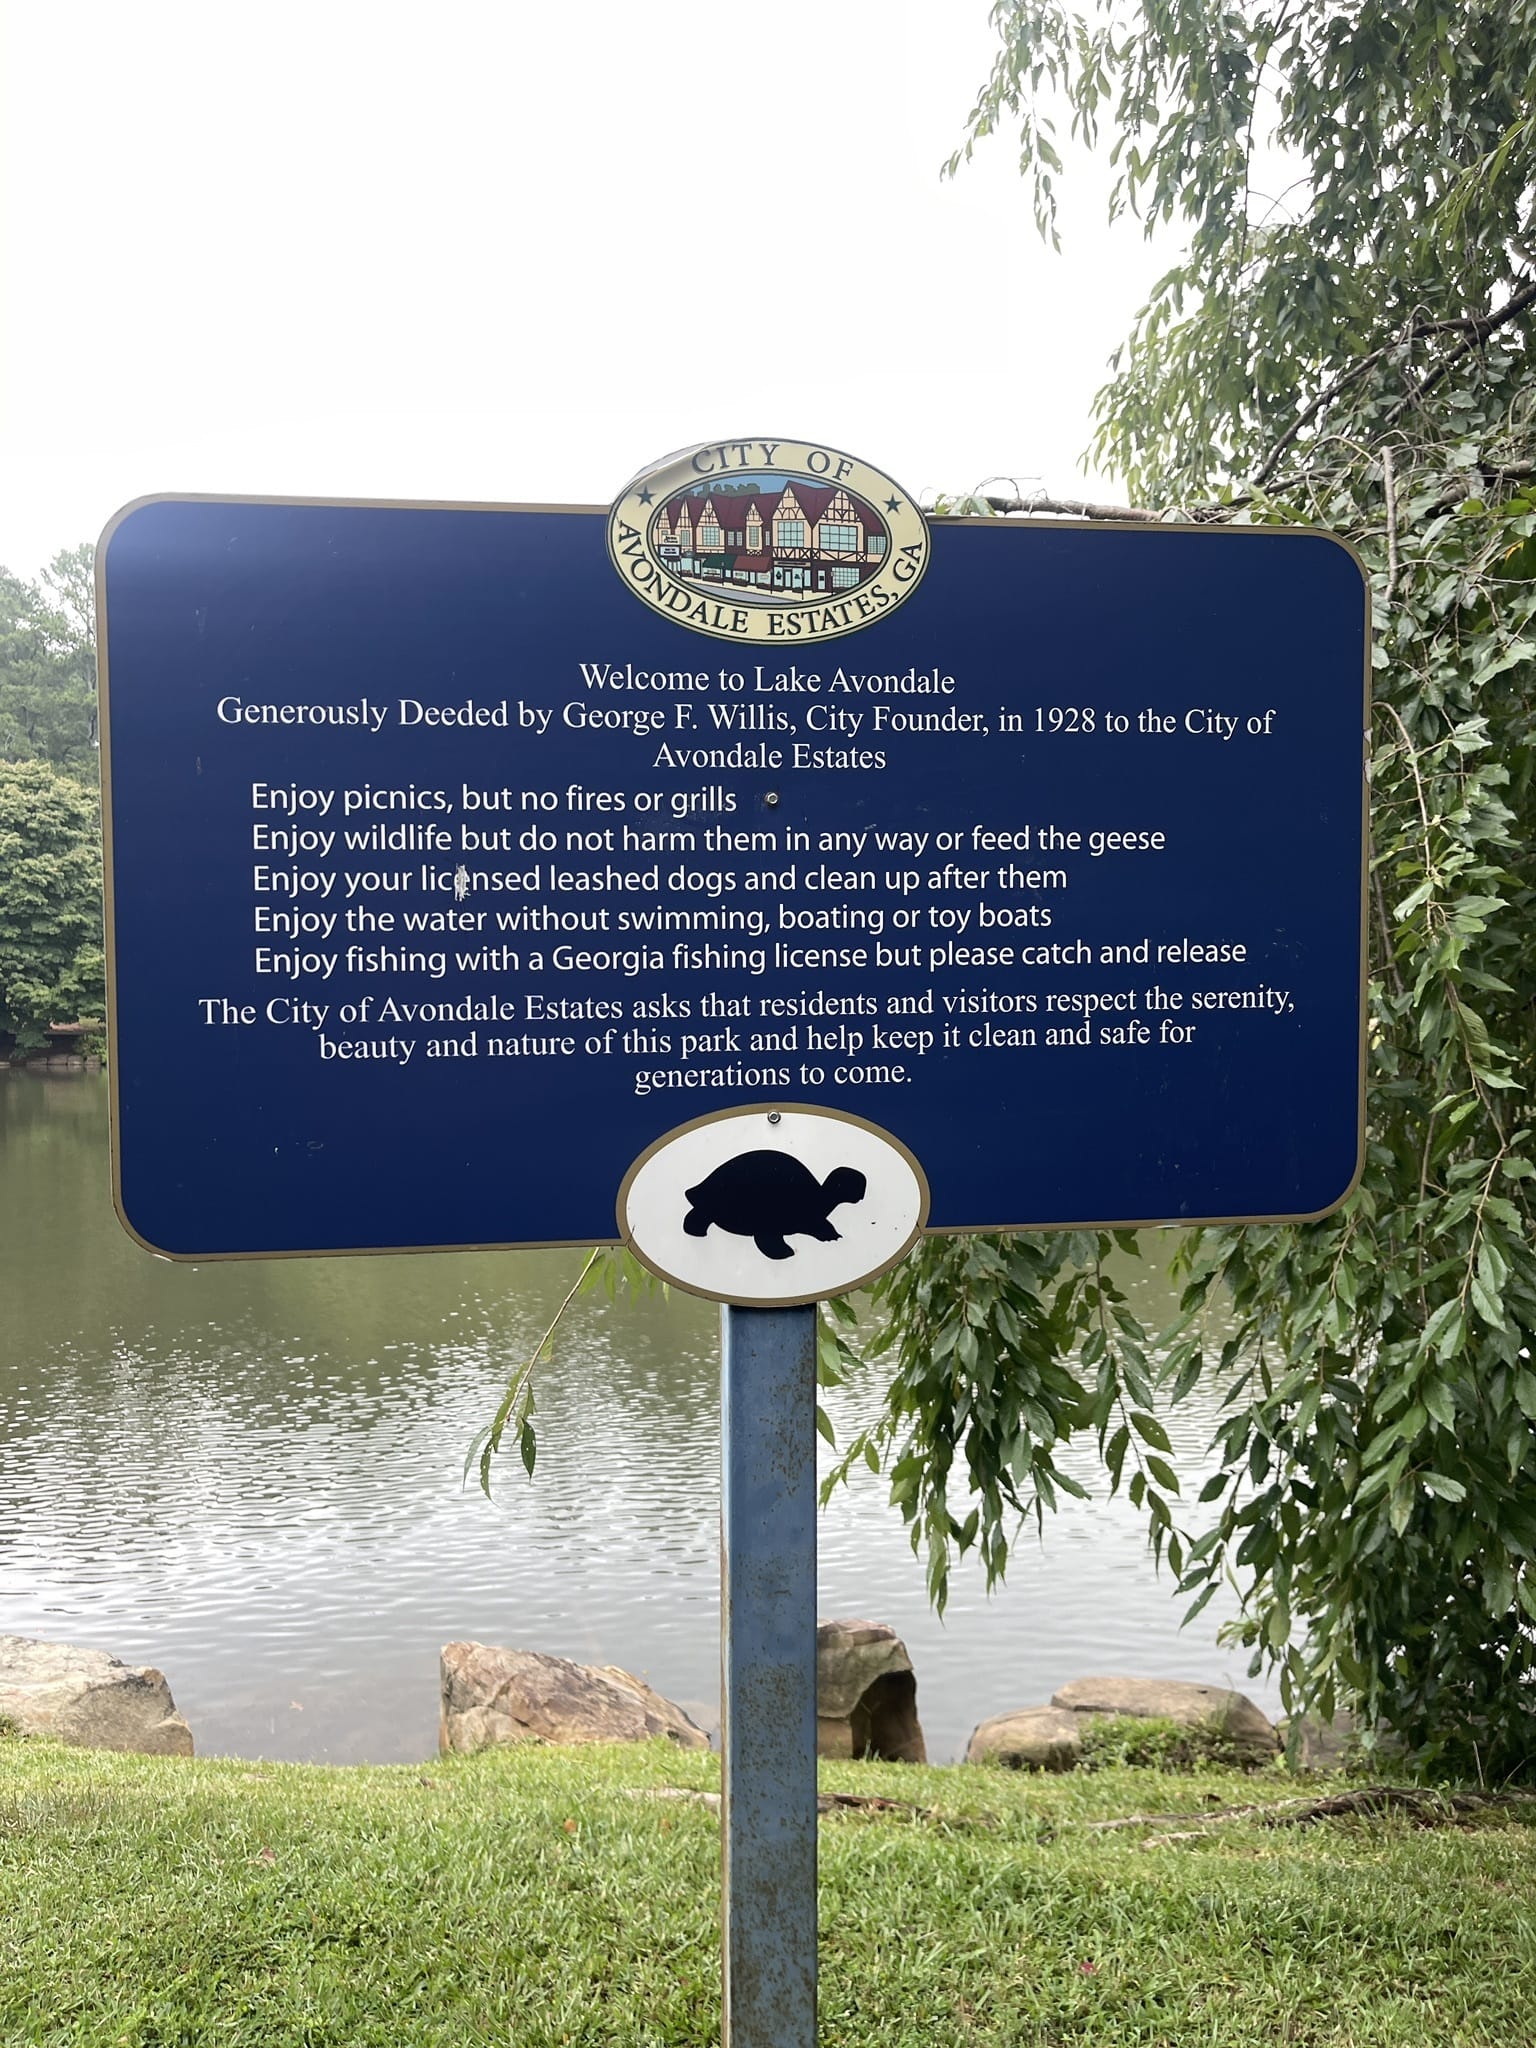 CITY OF
AVONDALE ESTATES, GA
Welcome to Lake Avondale
Generously Deeded by George F. Willis, City Founder, in 1928 to the City of
Avondale Estates
Enjoy picnics, but no fires or grills
Enjoy wildlife but do not harm them in any way or feed the geese
Enjoy your licensed leashed dogs and clean up after them
Enjoy the water without swimming, boating or toy boats
Enjoy fishing with a Georgia fishing license but please catch and release
The City of Avondale Estates asks that residents and visitors respect the serenity,
beauty and nature of this park and help keep it clean and safe for
generations to come.